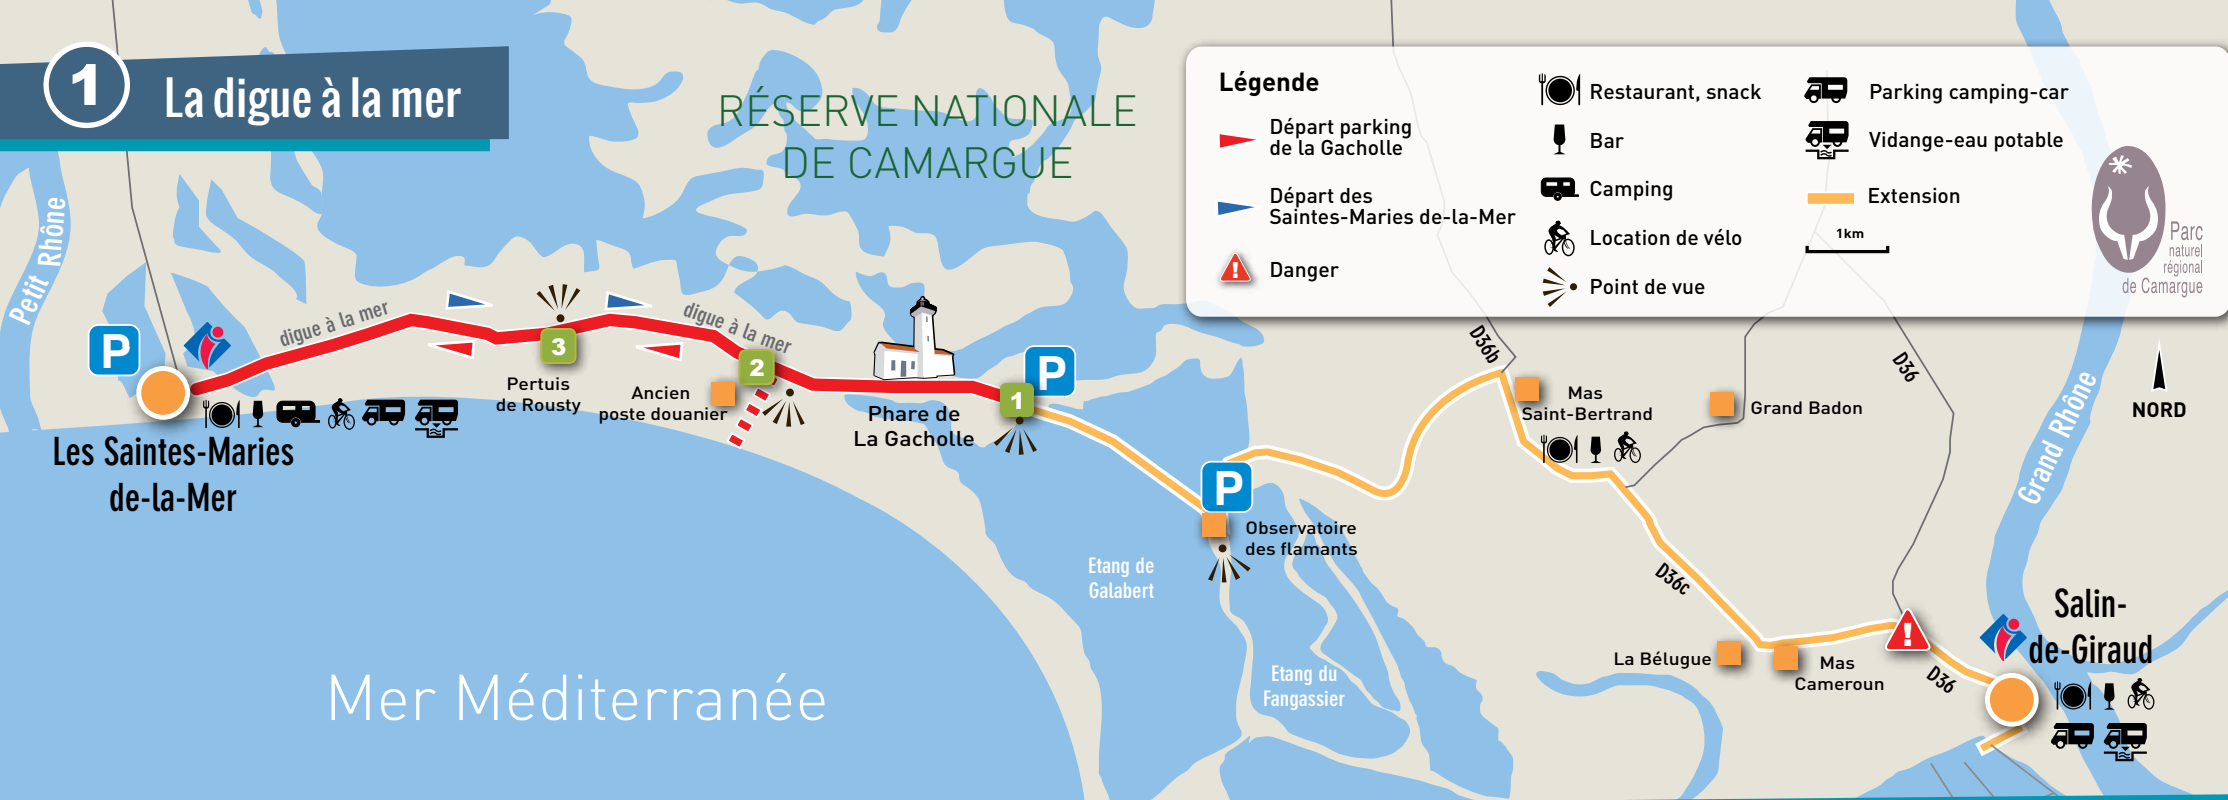 1
La digue à la mer
RÉSERVE NATIONALE
DE CAMARGUE
Légende
Départ parking
de la Gacholle
Départ des
Saintes-Maries de-la-Mer
Danger
Restaurant, snack
Bar
Camping
Location de vélo
Point de vue
Parking camping-car
Vidange-eau potable
Extension
1km
Parc
naturel
régional
de Camargue
Petit Rhône
P
digue à la mer
3
Pertuis
de Rousty
digue à la mer
2
Ancien
poste douanier
Phare de
La Gacholle
P
1
Les Saintes-Maries
de-la-Mer
P
Observatoire
des flamants
Etang de
Galabert
Etang du
Fangassier
Mer Méditerranée
D36b
Mas
Saint-Bertrand
Grand Badon
D36
Grand Rhône
NORD
D36c
La Bélugue
Mas
Cameroun
D36
Salin-
de-Giraud